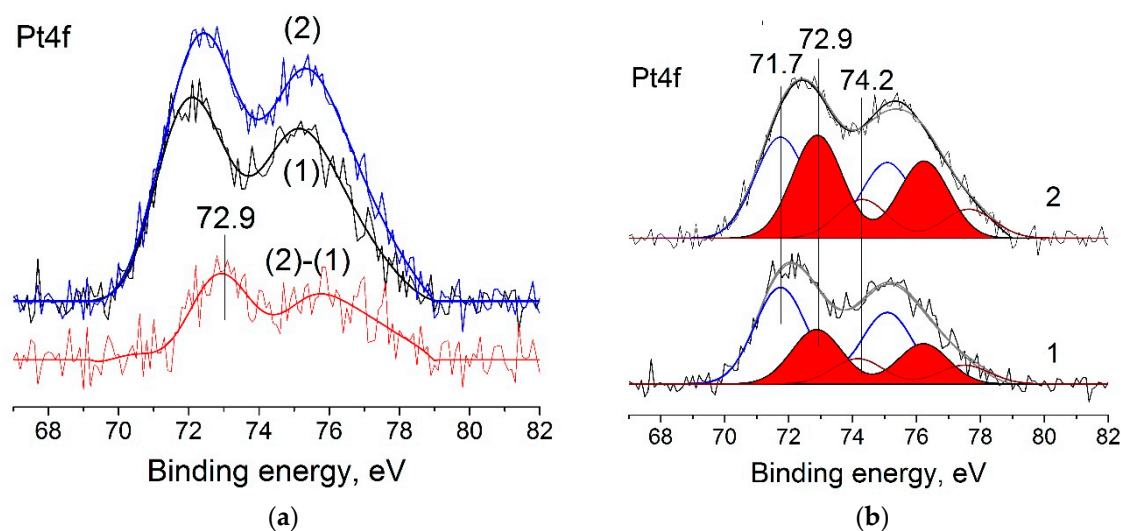 Pt4f
(2)
(1)
72.9
(2)-(1)
68 70 72 74 76 78 80 82
Binding energy, eV
(a)
Pt4f
72.9
71.7
74.2
2
1
68 70 72 74 76 78 80 82
Binding energy, eV
(b)